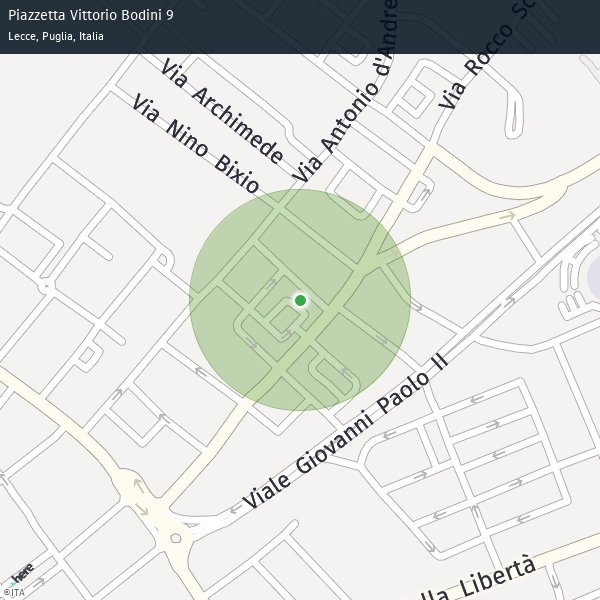 Piazzetta Vittorio Bodini 9
Lecce, Puglia, Italia
Via Archimede
Via Nino Bixio
Via Antonio d'Andre
Via Rocco Sc
Viale Giovanni Paolo II
lla Libertà
here
©ITA